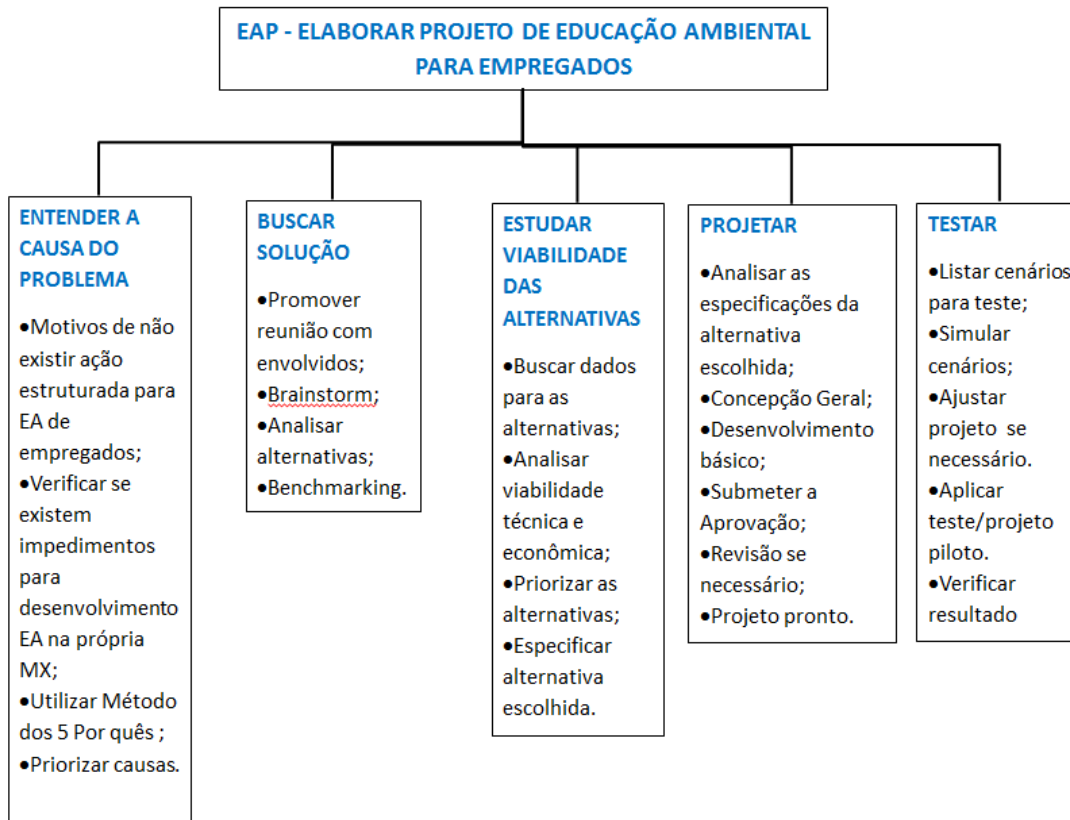 EAP - ELABORAR PROJETO DE EDUCAÇÃO AMBIENTAL
PARA EMPREGADOS
ENTENDER A
CAUSA DO
PROBLEMA
•Motivos de não
existir ação
estruturada para
EA de
empregados;
•Verificar se
existem
impedimentos
para
desenvolvimento
EA na própria
MX;
•Utilizar Método
dos 5 Por quês ;
•Priorizar causas.
BUSCAR
SOLUÇÃO
•Promover
reunião com
envolvidos;
•Brainstorm;
•Analisar
alternativas;
•Benchmarking.
ESTUDAR
VIABILIDADE
DAS
ALTERNATIVAS
•Buscar dados
para as
alternativas;
•Analisar
viabilidade
técnica e
econômica;
•Priorizar as
alternativas;
•Especificar
alternativa
escolhida.
PROJETAR
•Analisar as
especificações da
alternativa
escolhida;
•Concepção Geral;
•Desenvolvimento
básico;
•Submeter a
Aprovação;
•Revisão se
necessário;
•Projeto pronto.
TESTAR
•Listar cenários
para teste;
•Simular
cenários;
•Ajustar
projeto se
necessário.
•Aplicar
teste/projeto
piloto.
•Verificar
resultado